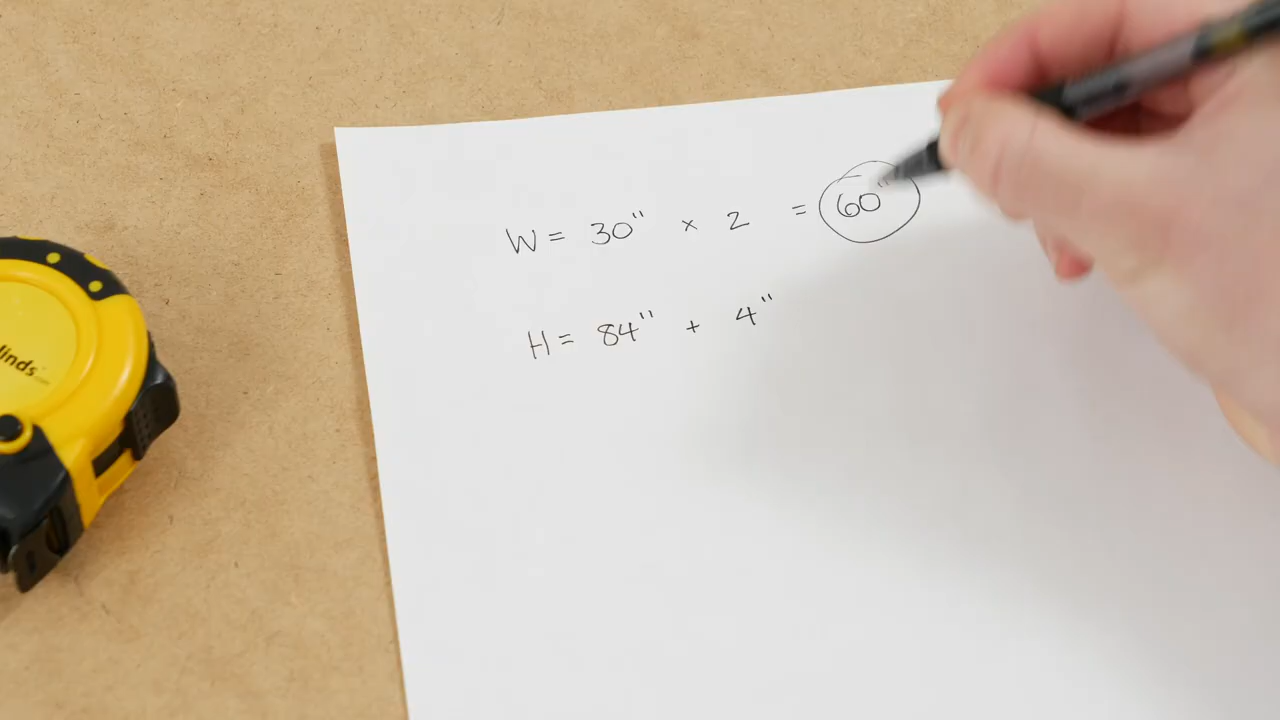 W = 30" x 2 = 60"
H = 84" + 4"